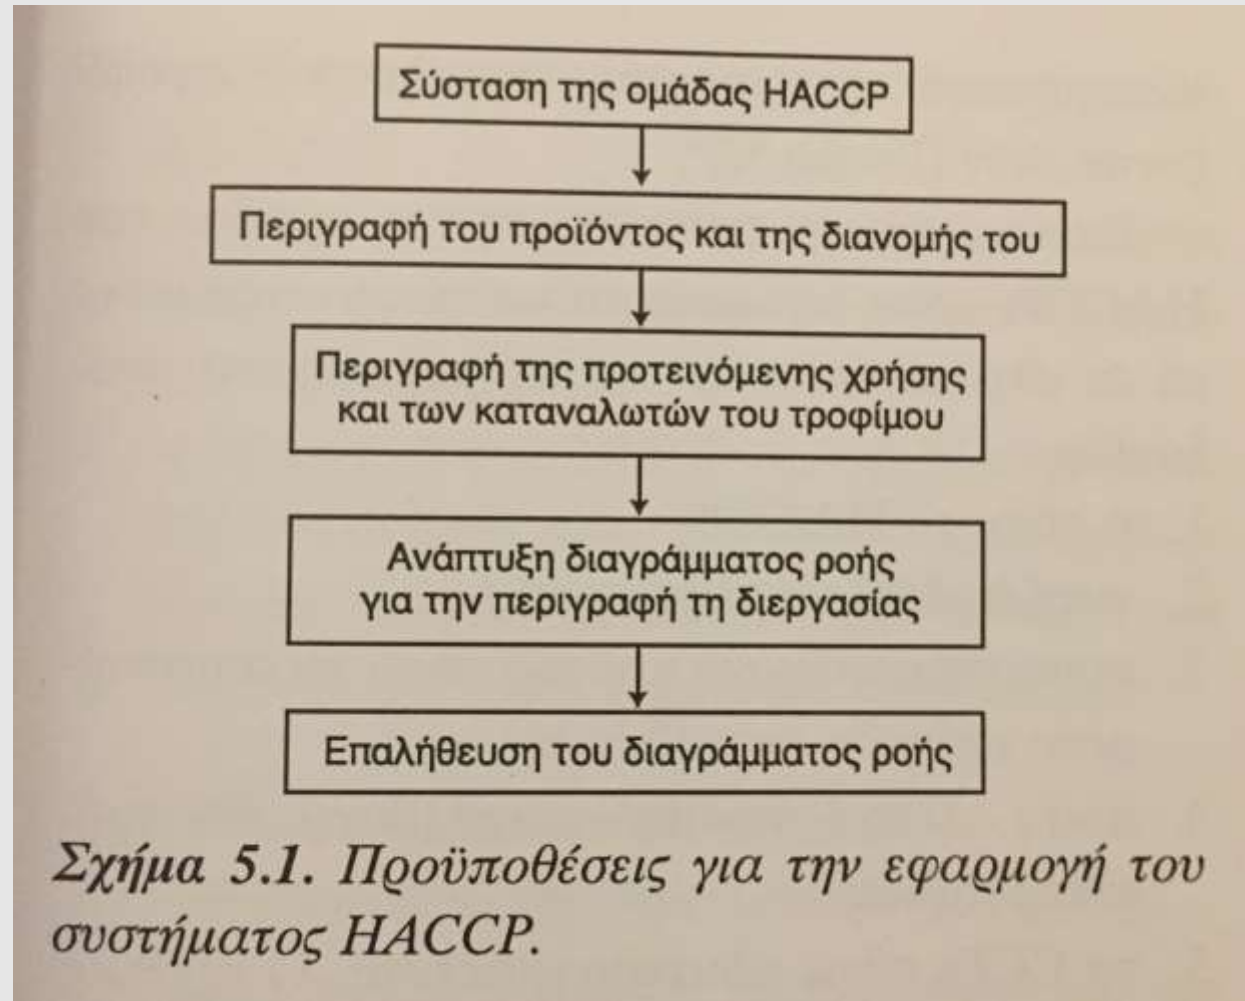 Σύσταση της ομάδας HACCP
Περιγραφή του προϊόντος και της διανομής του
Περιγραφή της προτεινόμενης χρήσης
και των καταναλωτών του τροφίμου
Ανάπτυξη διαγράμματος ροής
για την περιγραφή τη διεργασίας
Επαλήθευση του διαγράμματος ροής
Σχήμα 5.1. Προϋποθέσεις για την εφαρμογή του
συστήματος HACCP.